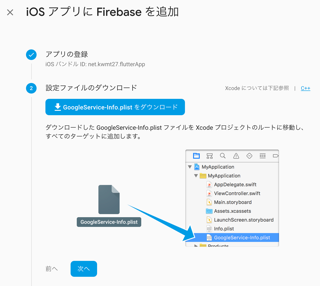 iOS アプリに Firebase を追加
アプリの登録
iOS バンドル ID: net.kwmt27.flutterApp
2 設定ファイルのダウンロード
Xcode については下記参照 | C++
GoogleService-Info.plist をダウンロード
ダウンロードした GoogleService-Info.plist ファイルを Xcode プロジェクトのルートに移動し、
すべてのターゲットに追加します。
MyApplication
MyApplication
AppDelegate.swift
ViewController.swift
Main.storyboard
Assets.xcassets
LaunchScreen.storyboard
Info.plist
GoogleService-Info.plist
Products
GoogleService-Info.plist
前へ
次へ